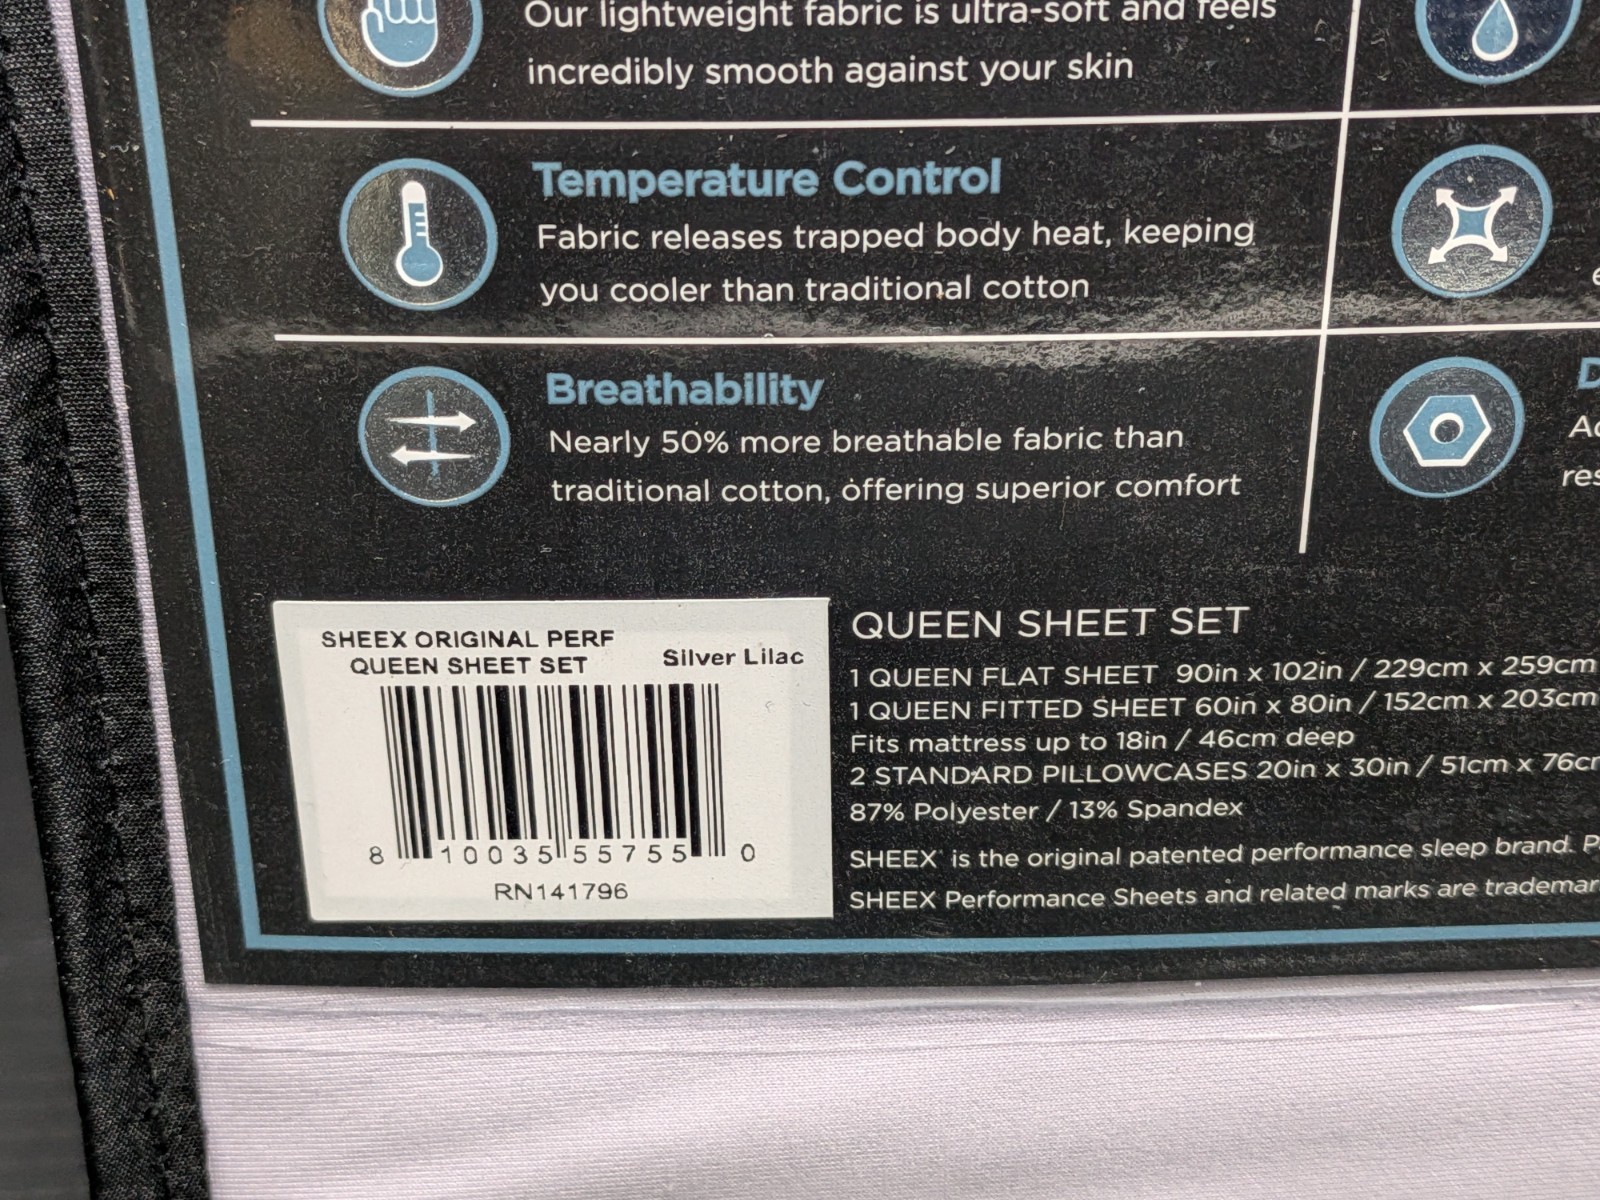 Our lightweight fabric is ultra-soft and feels
incredibly smooth against your skin
Temperature Control
Fabric releases trapped body heat, keeping
you cooler than traditional cotton
Breathability
Nearly 50% more breathable fabric than
traditional cotton, offering superior comfort
SHEEX ORIGINAL PERF
QUEEN SHEET SET
Silver Lilac
8 10035 55755 0
RN141796
QUEEN SHEET SET
1 QUEEN FLAT SHEET 90in x 102in / 229cm x 259cm
1 QUEEN FITTED SHEET 60in x 80in / 152cm x 203cm
Fits mattress up to 18in / 46cm deep
2 STANDARD PILLOWCASES 20in x 30in / 51cm x 76cm
87% Polyester / 13% Spandex
SHEEX® is the original patented performance sleep brand.
SHEEX Performance Sheets and related marks are